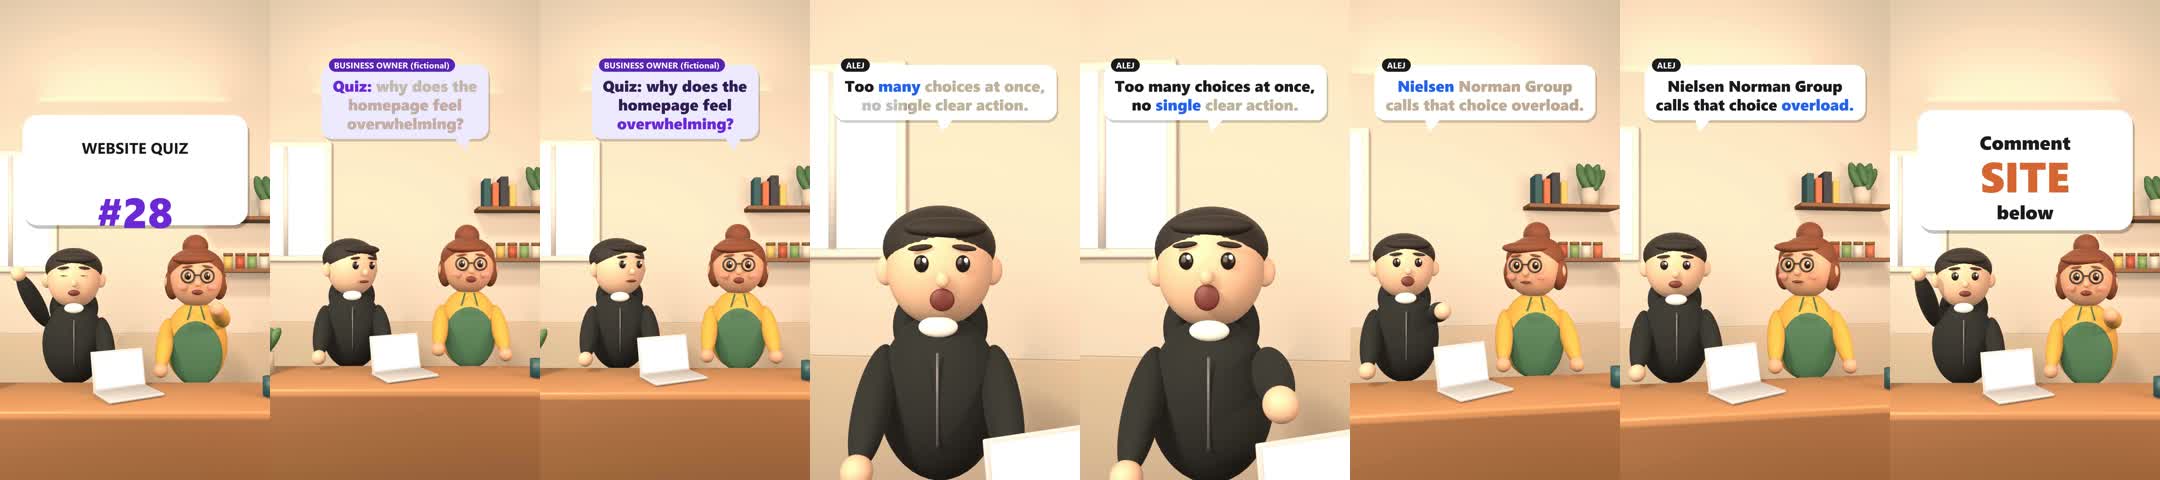 WEBSITE QUIZ
#28
BUSINESS OWNER (fictional)
Quiz: why does the
homepage feel
overwhelming?
BUSINESS OWNER (fictional)
Quiz: why does the
homepage feel
overwhelming?
ALEJ
Too many choices at once,
no single clear action.
ALEJ
Too many choices at once,
no single clear action.
ALEJ
Nielsen Norman Group
calls that choice overload.
ALEJ
Nielsen Norman Group
calls that choice overload.
Comment
SITE
below